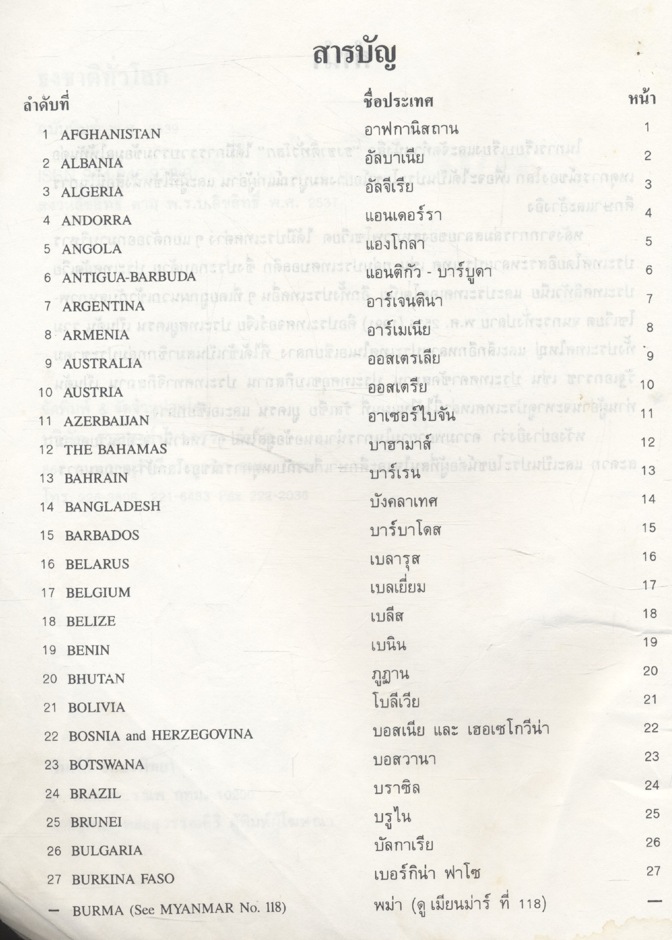 สารบัญ
ลำดับที่ ชื่อประเทศ หน้า
1 AFGHANISTAN อาฟกานิสถาน 1
2 ALBANIA อัลบาเนีย 2
3 ALGERIA อัลจีเรีย 3
4 ANDORRA แอนเดอร์รา 4
5 ANGOLA แองโกลา 5
6 ANTIGUA-BARBUDA แอนติกัว - บาร์บูดา 6
7 ARGENTINA อาร์เจนตินา 7
8 ARMENIA อาร์เมเนีย 8
9 AUSTRALIA ออสเตรเลีย 9
10 AUSTRIA ออสเตรีย 10
11 AZERBAIJAN อาเซอร์ไบจัน 11
12 THE BAHAMAS บาฮามาส์ 12
13 BAHRAIN บาร์เรน 13
14 BANGLADESH บังคลาเทศ 14
15 BARBADOS บาร์บาโดส 15
16 BELARUS เบลารุส 16
17 BELGIUM เบลเยี่ยม 17
18 BELIZE เบลีส 18
19 BENIN เบนิน 19
20 BHUTAN ภูฏาน 20
21 BOLIVIA โบลีเวีย 21
22 BOSNIA and HERZEGOVINA บอสเนีย และ เฮอเซโกวีน่า 22
23 BOTSWANA บอสวานา 23
24 BRAZIL บราซิล 24
25 BRUNEI บรูไน 25
26 BULGARIA บัลกาเรีย 26
27 BURKINA FASO เบอร์กิน่า ฟาโซ 27
– BURMA (See MYANMAR No. 118) พม่า (ดู เมียนม่าร์ ที่ 118) –